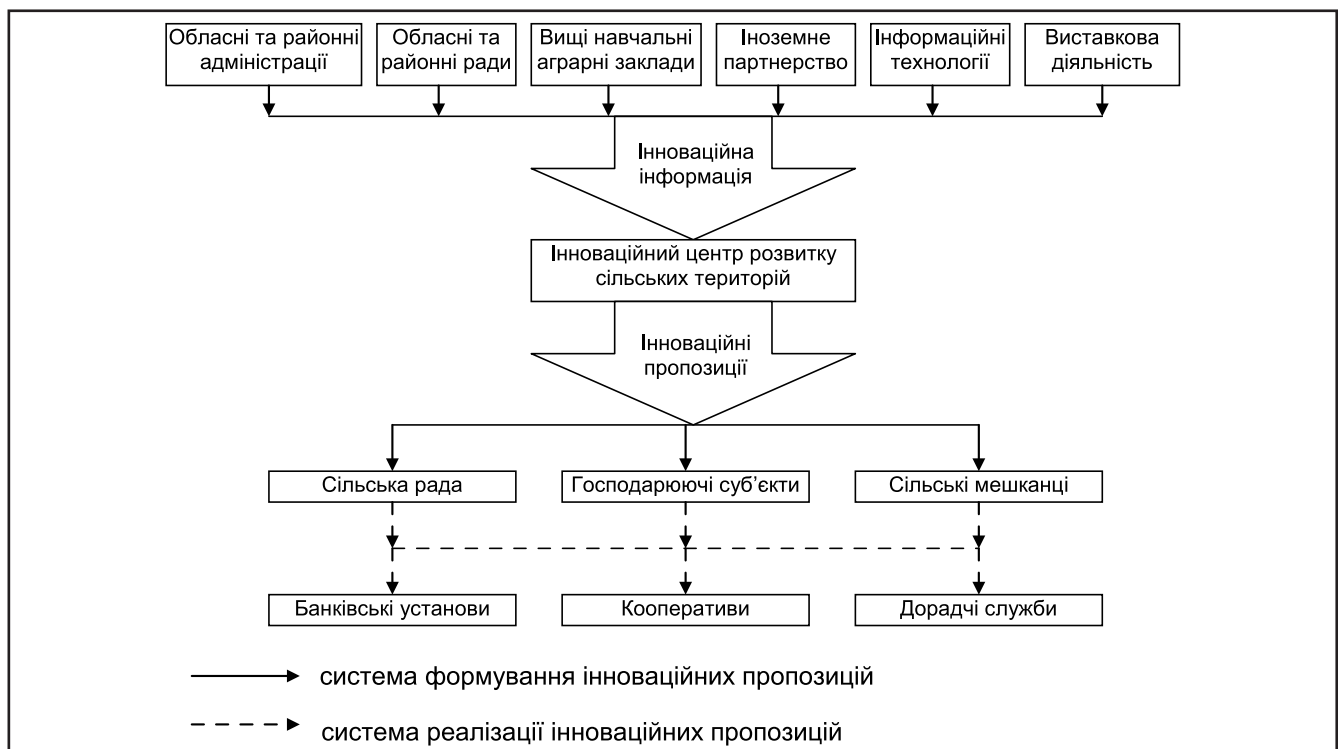 Обласні та районні
адміністрації
Обласні та
районні ради
Вищі навчальні
аграрні заклади
Іноземне
партнерство
Інформаційні
технології
Виставкова
діяльність
Інноваційна
інформація
Інноваційний центр розвитку
сільських територій
Інноваційні
пропозиції
Сільська рада
Господарюючі суб’єкти
Сільські мешканці
Банківські установи
Кооперативи
Дорадчі служби
система формування інноваційних пропозицій
система реалізації інноваційних пропозицій